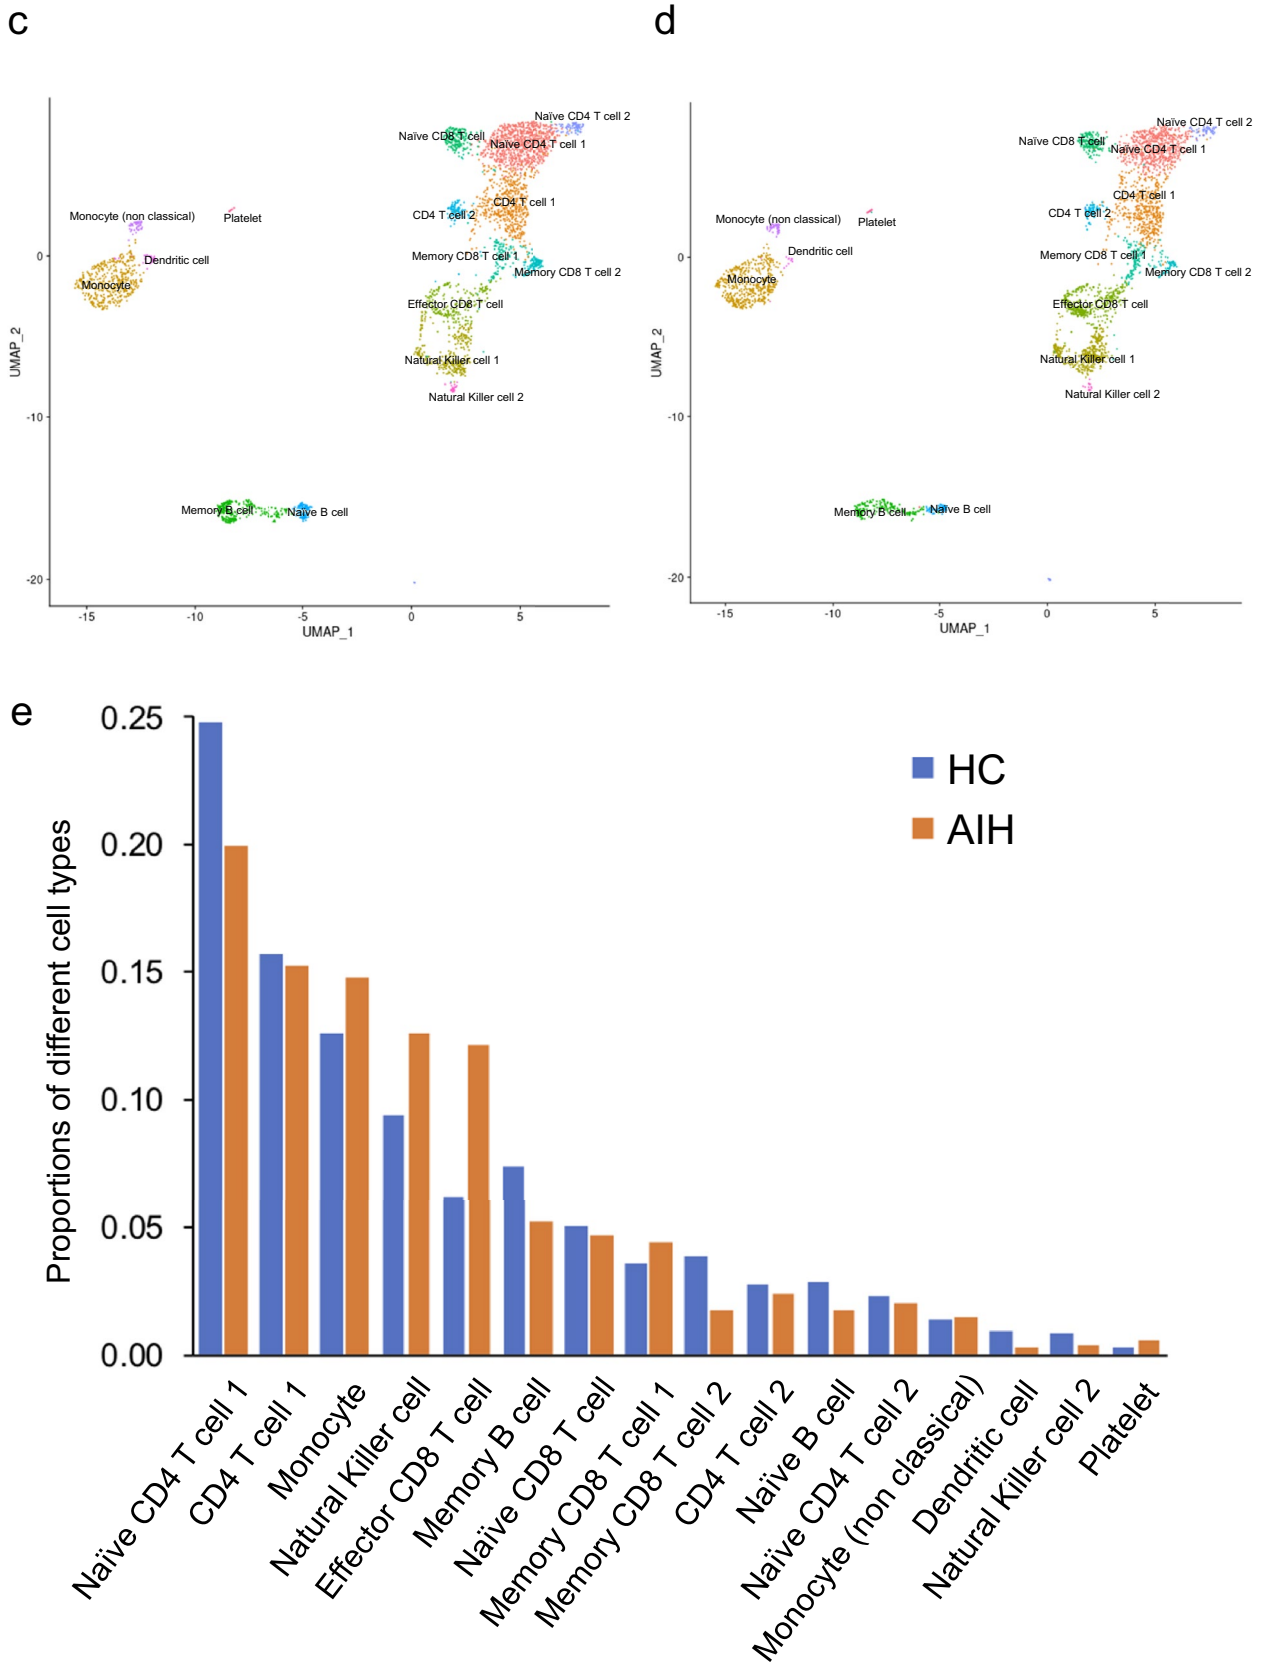 c
Naïve CD4 T cell 2
Naïve CD8 T cell
Naïve CD4 T cell 1
CD4 T cell 1
CD4 T cell 2
Monocyte (non classical)
Platelet
Dendritic cell
Monocyte
Memory CD8 T cell 1
Memory CD8 T cell 2
Effector CD8 T cell
Natural Killer cell 1
Natural Killer cell 2
Memory B cell
Naïve B cell
0
-10
-20
UMAP_2
-15 -10 -5 0 5
UMAP_1
d
Naïve CD4 T cell 2
Naïve CD8 T cell
Naïve CD4 T cell 1
CD4 T cell 1
CD4 T cell 2
Monocyte (non classical)
Platelet
Dendritic cell
Monocyte
Memory CD8 T cell 1
Memory CD8 T cell 2
Effector CD8 T cell
Natural Killer cell 1
Natural Killer cell 2
Memory B cell
Naïve B cell
0
-10
-20
UMAP_2
-15 -10 -5 0 5
UMAP_1
e
0.25
0.20
0.15
0.10
0.05
0.00
Proportions of different cell types
HC
AIH
Naïve CD4 T cell 1
CD4 T cell 1
Monocyte
Natural Killer cell
Effector CD8 T cell
Memory B cell
Naïve CD8 T cell
Memory CD8 T cell 1
Memory CD8 T cell 2
CD4 T cell 2
Naïve B cell
Naïve CD4 T cell 2
Monocyte (non classical)
Dendritic cell
Natural Killer cell 2
Platelet